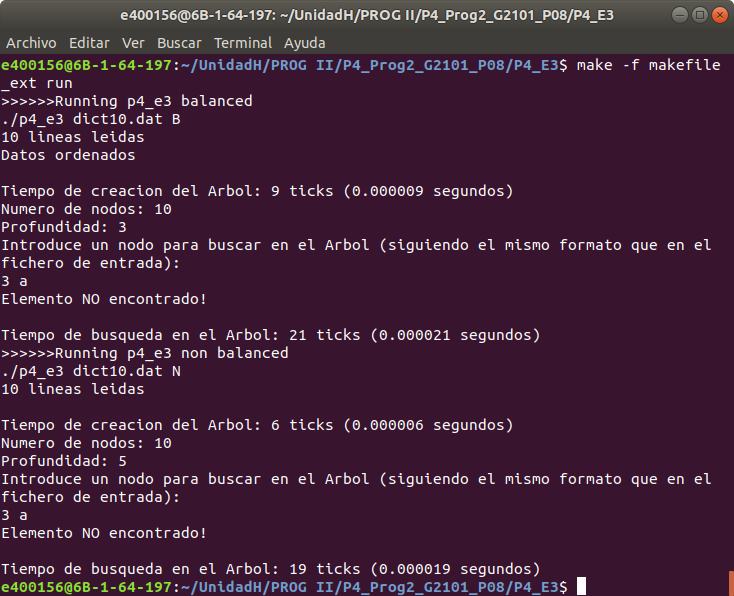 e400156@6B-1-64-197: ~/UnidadH/PROG II/P4_Prog2_G2101_P08/P4_E3
Archivo Editar Ver Buscar Terminal Ayuda
e400156@6B-1-64-197:~/UnidadH/PROG II/P4_Prog2_G2101_P08/P4_E3$ make -f makefile
_ext run
>>>>>>Running p4_e3 balanced
./p4_e3 dict10.dat B
10 lineas leidas
Datos ordenados
Tiempo de creacion del Arbol: 9 ticks (0.000009 segundos)
Numero de nodos: 10
Profundidad: 3
Introduce un nodo para buscar en el Arbol (siguiendo el mismo formato que en el
fichero de entrada):
3 a
Elemento NO encontrado!
Tiempo de busqueda en el Arbol: 21 ticks (0.000021 segundos)
>>>>>>Running p4_e3 non balanced
./p4_e3 dict10.dat N
10 lineas leidas
Tiempo de creacion del Arbol: 6 ticks (0.000006 segundos)
Numero de nodos: 10
Profundidad: 5
Introduce un nodo para buscar en el Arbol (siguiendo el mismo formato que en el
fichero de entrada):
3 a
Elemento NO encontrado!
Tiempo de busqueda en el Arbol: 19 ticks (0.000019 segundos)
e400156@6B-1-64-197:~/UnidadH/PROG II/P4_Prog2_G2101_P08/P4_E3$